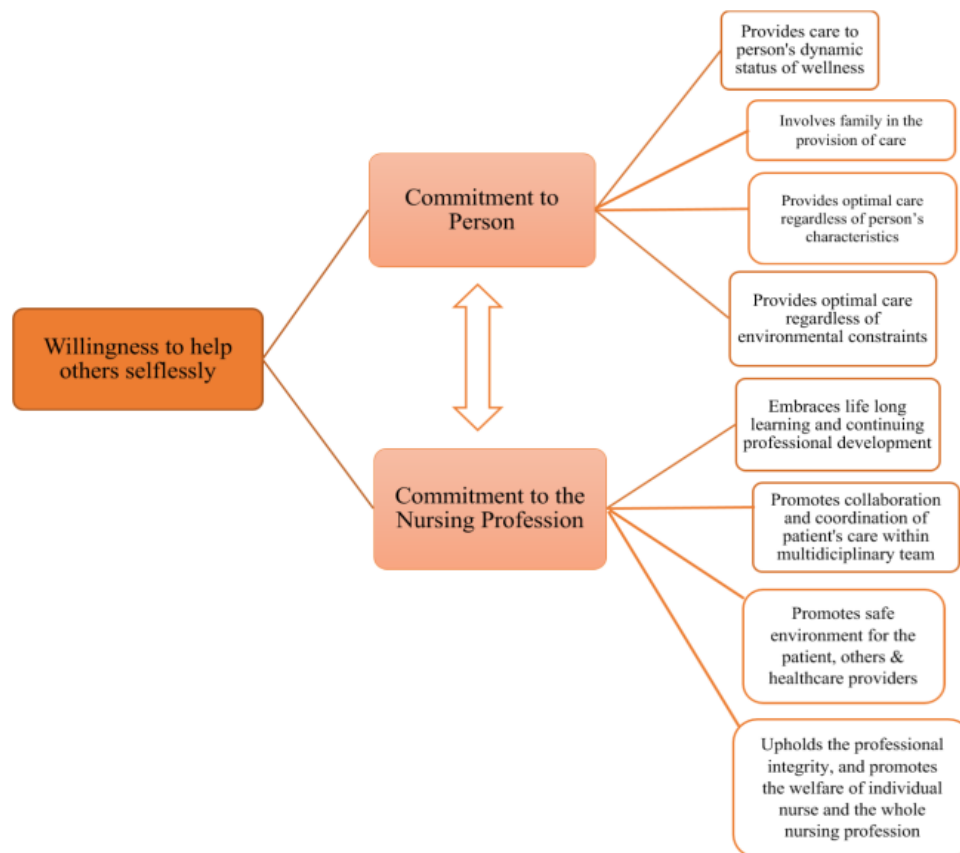 Willingness to help
others selflessly
Commitment to
Person
Provides care to
person's dynamic
status of wellness
Involves family in the
provision of care
Provides optimal care
regardless of person’s
characteristics
Provides optimal care
regardless of
environmental constraints
Commitment to the
Nursing Profession
Embraces life long
learning and continuing
professional development
Promotes collaboration
and coordination of
patient's care within
multidiciplinary team
Promotes safe
environment for the
patient, others &
healthcare providers
Upholds the professional
integrity, and promotes
the welfare of individual
nurse and the whole
nursing profession